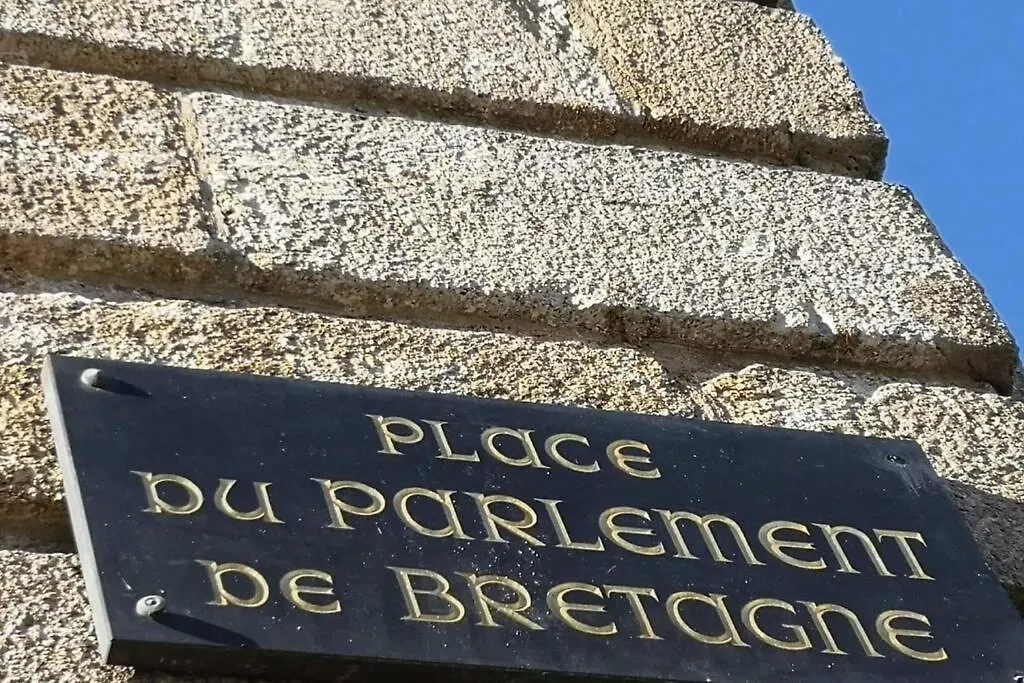 PLACE
DU PARLEMENT
DE BRETAGNE